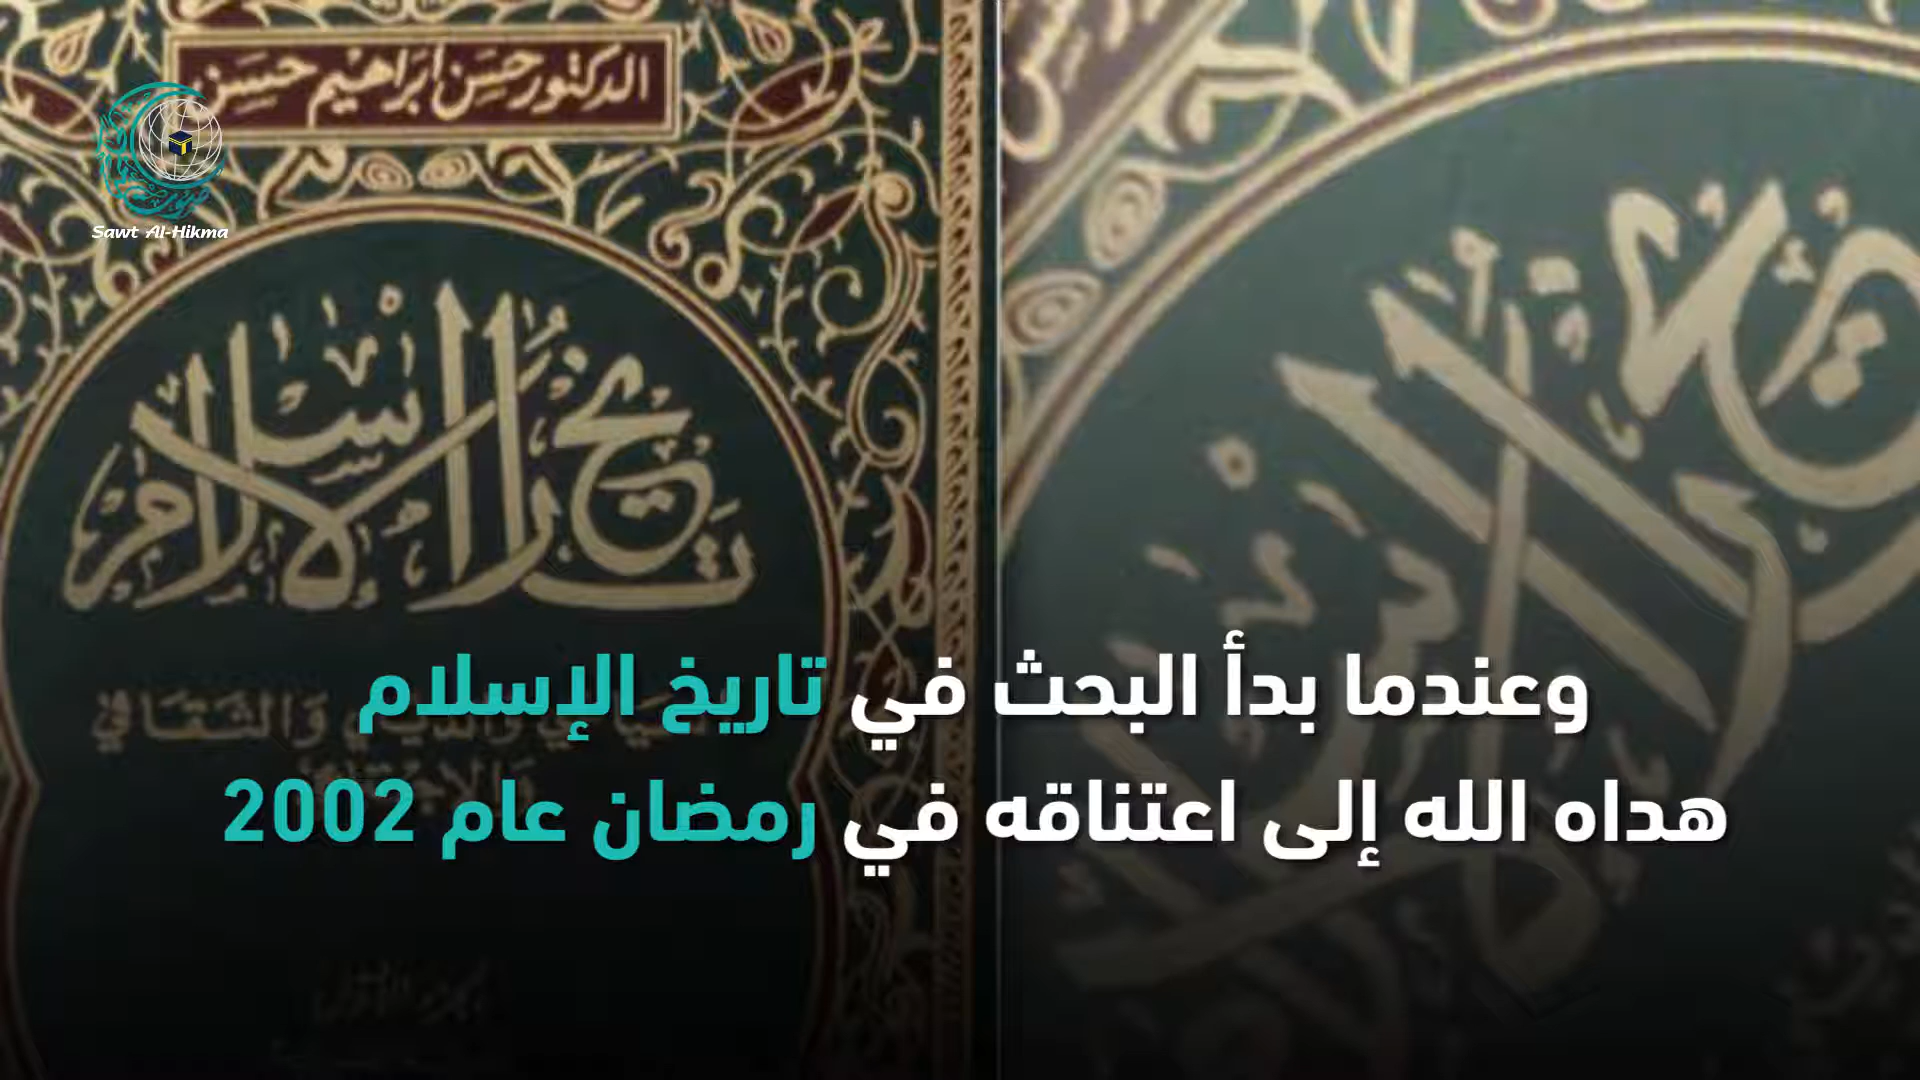 الدكتور حسن ابراهيم حسن
Sawt Al-Hikma
تاريخ الإسلام
وعندما بدأ البحث في تاريخ الإسلام
هداه الله إلى اعتناقه في رمضان عام 2002